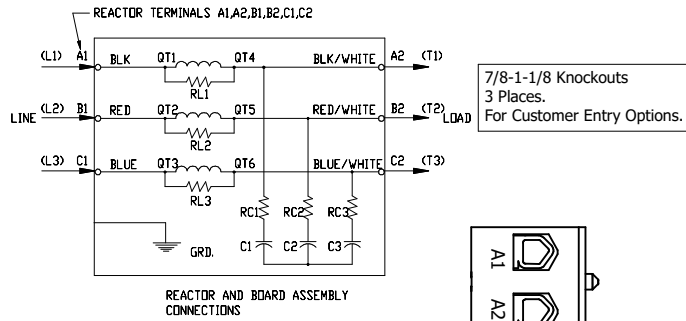 REACTOR TERMINALS A1,A2,B1,B2,C1,C2
(L1) A1 BLK QT1 QT4 BLK/WHITE A2 (T1)
RL1
7/8-1-1/8 Knockouts
3 Places.
For Customer Entry Options.
LINE (L2) B1 RED QT2 QT5 RED/WHITE B2 (T2) LOAD
RL2
(L3) C1 BLUE QT3 QT6 BLUE/WHITE C2 (T3)
RL3
RC1 RC2 RC3
GRD. C1 C2 C3
REACTOR AND BOARD ASSEMBLY
CONNECTIONS
A1
A2